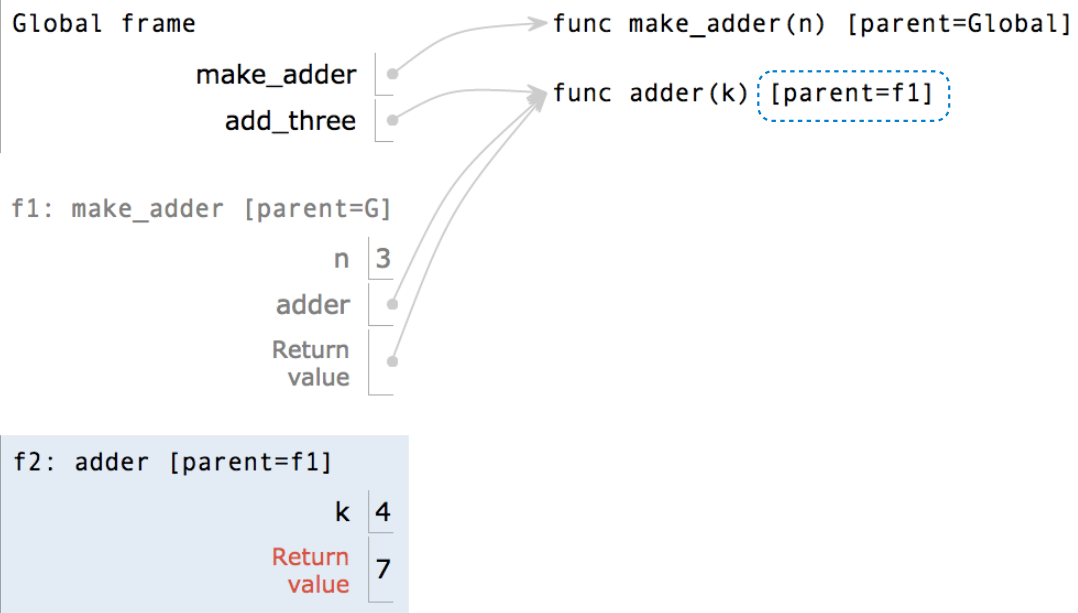 Global frame
make_adder
add_three
func make_adder(n) [parent=Global]
func adder(k) [parent=f1]
f1: make_adder [parent=G]
n 3
adder
Return
value
f2: adder [parent=f1]
k 4
Return
value 7